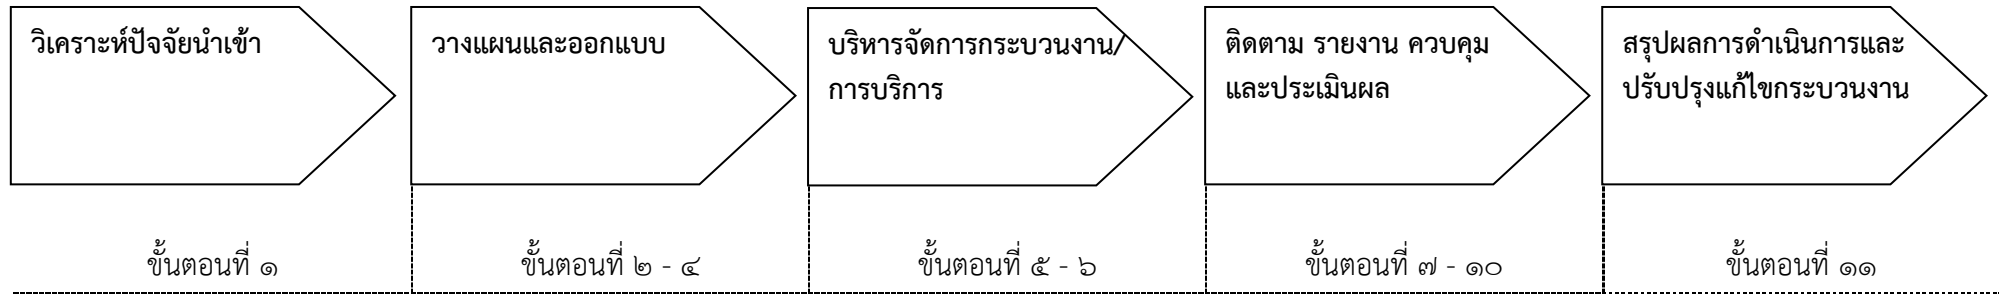 วิเคราะห์ปัจจัยนำเข้า
วางแผนและออกแบบ
บริหารจัดการกระบวนงาน/
การบริการ
ติดตาม รายงาน ควบคุม
และประเมินผล
สรุปผลการดำเนินการและ
ปรับปรุงแก้ไขกระบวนงาน
ขั้นตอนที่ ๑
ขั้นตอนที่ ๒ - ๔
ขั้นตอนที่ ๕ - ๖
ขั้นตอนที่ ๗ - ๑๐
ขั้นตอนที่ ๑๑